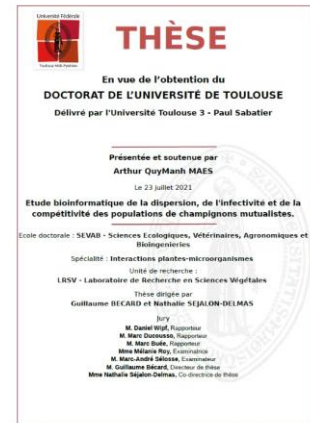 Université Fédérale
Toulouse Midi-Pyrénées
THÈSE
En vue de l'obtention du
DOCTORAT DE L'UNIVERSITÉ DE TOULOUSE
Délivré par l'Université Toulouse 3 - Paul Sabatier
Présentée et soutenue par
Arthur QuyManh MAES
Le 23 juillet 2021
Etude bioinformatique de la dispersion, de l'infectivité et de la
compétitivité des populations de champignons mutualistes.
Ecole doctorale : SEVAB - Sciences Ecologiques, Vétérinaires, Agronomiques et
Bioingenieries
Spécialité : Interactions plantes-microorganismes
Unité de recherche :
LRSV - Laboratoire de Recherche en Sciences Végétales
Thèse dirigée par
Guillaume BECARD et Nathalie SEJALON-DELMAS
Jury
M. Daniel Wipf, Rapporteur
M. Marc Ducousso, Rapporteur
M. Marc Buée, Rapporteur
Mme Mélanie Roy, Examinatrice
M. Marc-André Selosse, Examinateur
M. Guillaume Bécard, Directeur de thèse
Mme Nathalie Séjalon-Delmas, Co-directrice de thèse